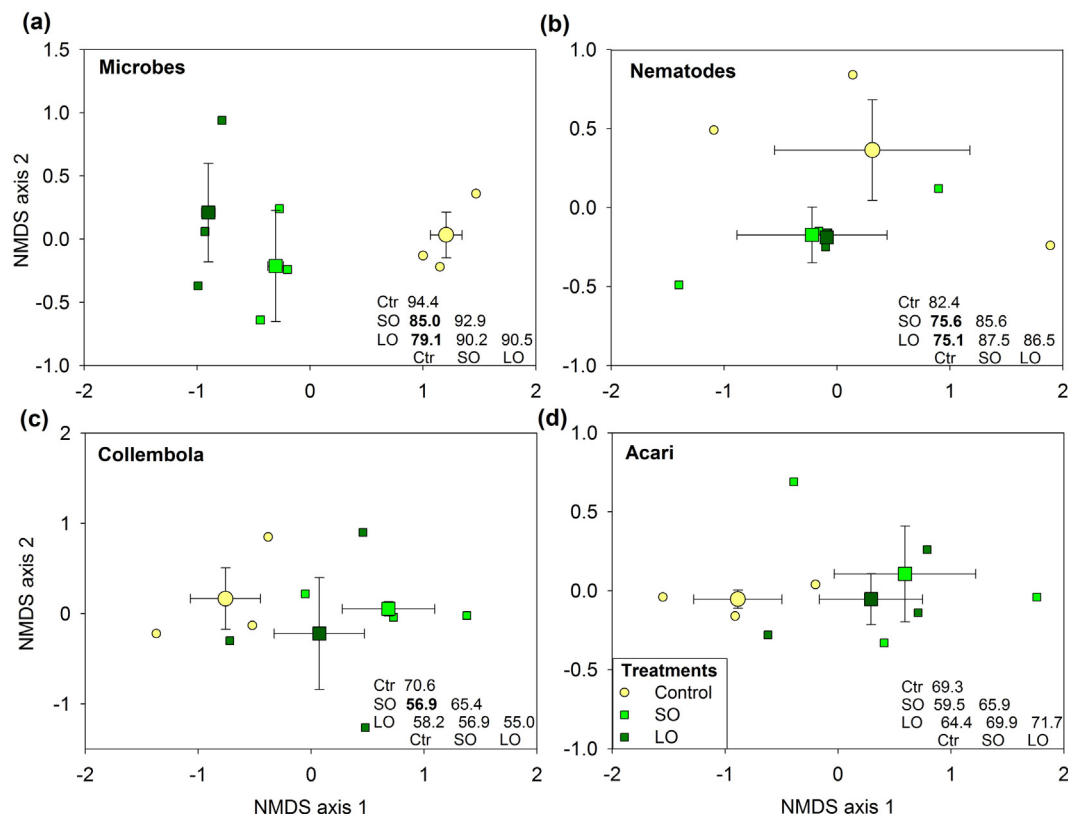 (a)
Microbes
1.5
1.0
0.5
0.0
-0.5
-1.0
NMDS axis 2
Ctr 94.4
SO 85.0 92.9
LO 79.1 90.2 90.5
Ctr SO LO
-2 -1 0 1 2
(b)
Nematodes
1.0
0.5
0.0
-0.5
-1.0
Ctr 82.4
SO 75.6 85.6
LO 75.1 87.5 86.5
Ctr SO LO
-2 -1 0 1 2
(c)
Collembola
2
1
0
-1
NMDS axis 2
Ctr 70.6
SO 56.9 65.4
LO 58.2 56.9 55.0
Ctr SO LO
-2 -1 0 1 2
NMDS axis 1
(d)
Acari
1.0
0.5
0.0
-0.5
-1.0
Treatments
Control
SO
LO
Ctr 69.3
SO 59.5 65.9
LO 64.4 69.9 71.7
Ctr SO LO
-2 -1 0 1 2
NMDS axis 1